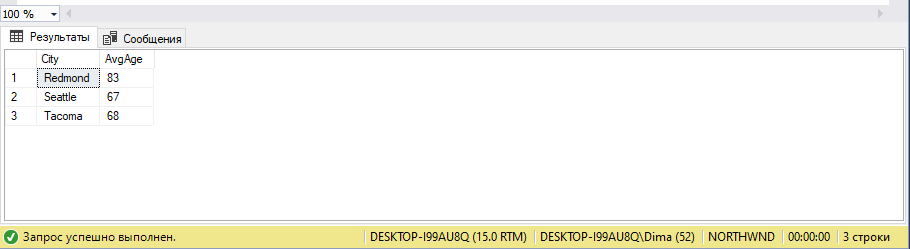 100 %
Результаты Сообщения
City AvgAge
1 Redmond 83
2 Seattle 67
3 Tacoma 68
Запрос успешно выполнен. DESKTOP-I99AU8Q (15.0 RTM) DESKTOP-I99AU8Q\Dima (52) NORTHWND 00:00:00 3 строки